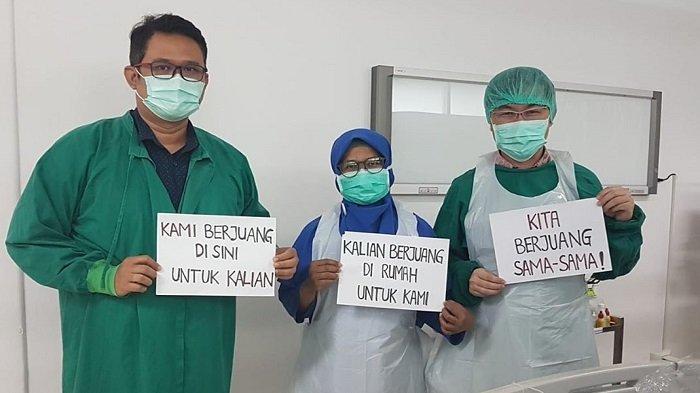 KAMI BERJUANG
DI SINI
UNTUK KALIAN
KALIAN BERJUANG
DI RUMAH
UNTUK KAMI
KITA
BERJUANG
SAMA-SAMA!